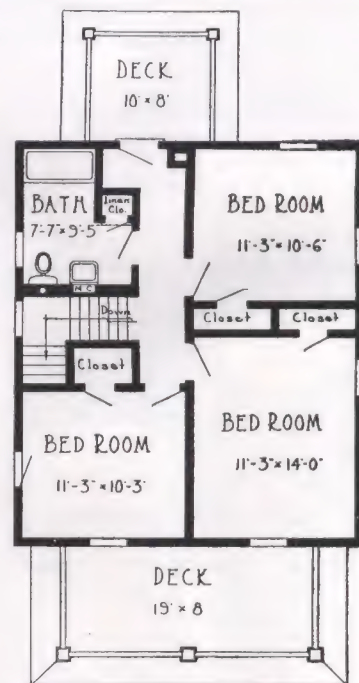 DECK
10' × 8'
BATH
7'-7" × 9'-5"
Linen
Clo.
BED ROOM
11'-3" × 10'-6"
M.C.
Down
Closet
Closet
Closet
BED ROOM
11'-3" × 10'-3"
BED ROOM
11'-3" × 14'-0"
DECK
19' × 8